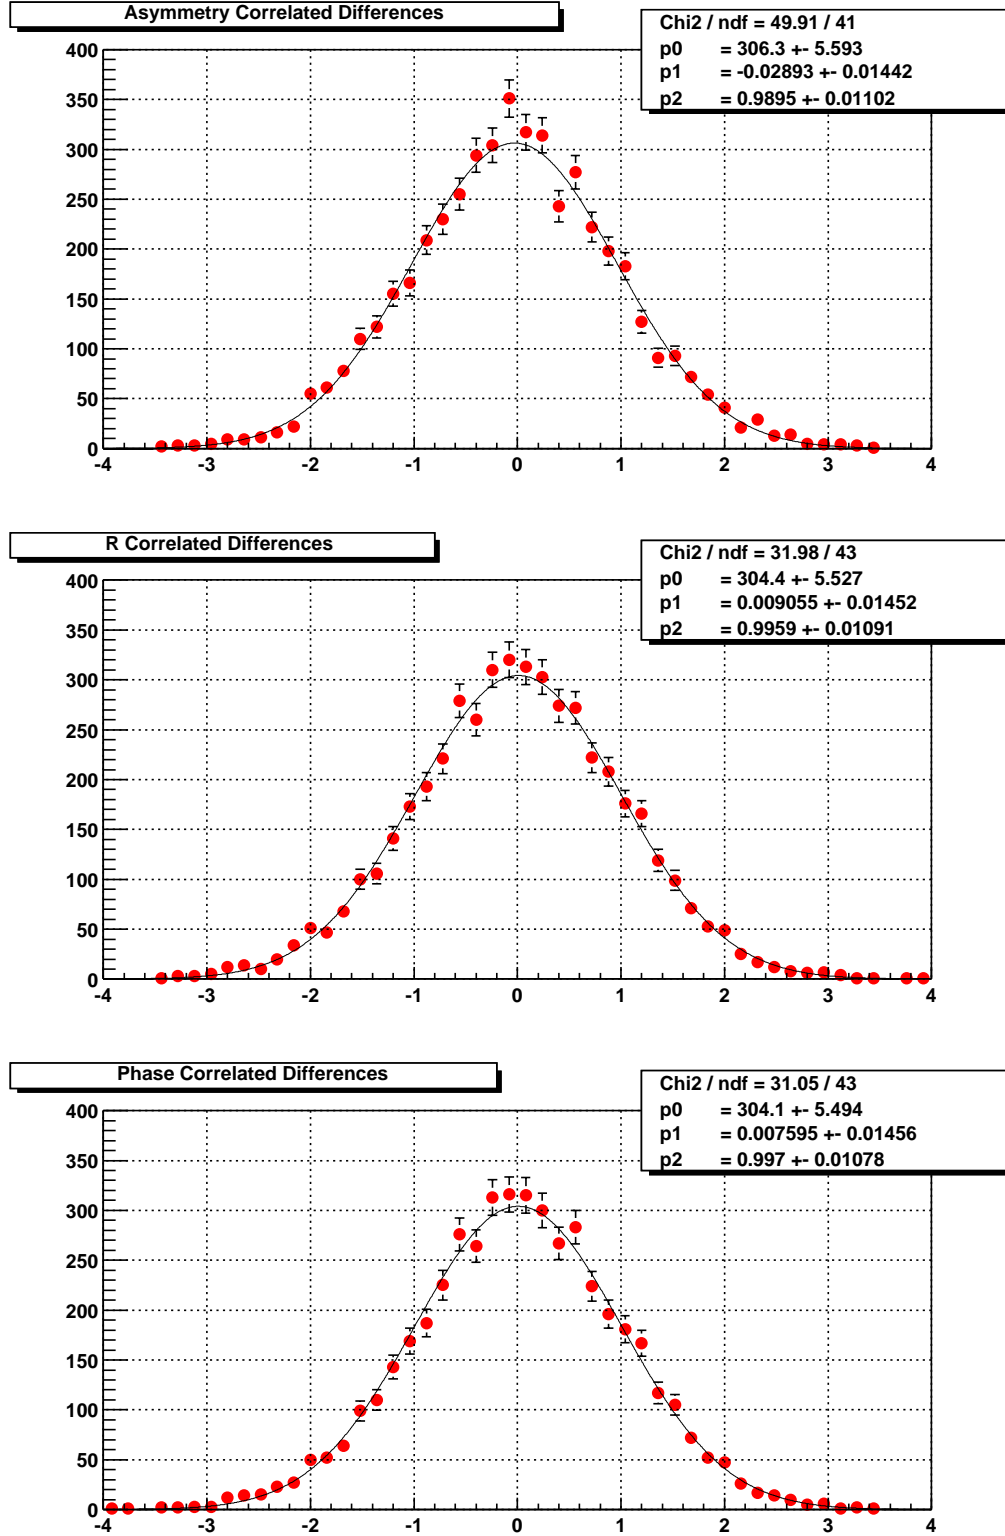 Asymmetry Correlated Differences
Chi2 / ndf = 49.91 / 41
p0 = 306.3 +- 5.593
p1 = -0.02893 +- 0.01442
p2 = 0.9895 +- 0.01102
400
350
300
250
200
150
100
50
0
-4 -3 -2 -1 0 1 2 3 4
R Correlated Differences
Chi2 / ndf = 31.98 / 43
p0 = 304.4 +- 5.527
p1 = 0.009055 +- 0.01452
p2 = 0.9959 +- 0.01091
400
350
300
250
200
150
100
50
0
-4 -3 -2 -1 0 1 2 3 4
Phase Correlated Differences
Chi2 / ndf = 31.05 / 43
p0 = 304.1 +- 5.494
p1 = 0.007595 +- 0.01456
p2 = 0.997 +- 0.01078
400
350
300
250
200
150
100
50
0
-4 -3 -2 -1 0 1 2 3 4